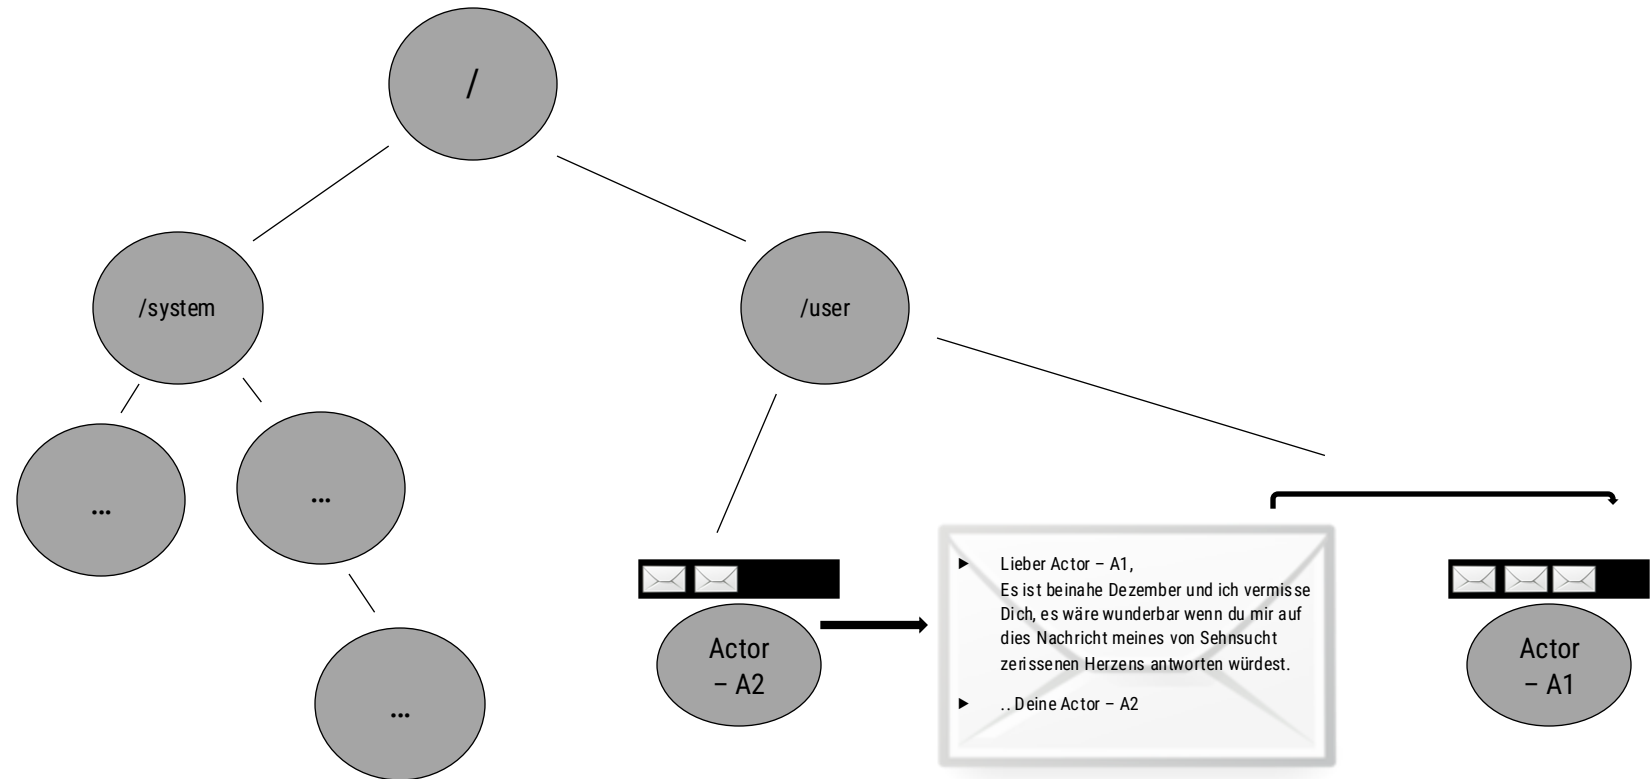 /
/system
/user
...
...
...
Actor
– A2
► Lieber Actor – A1,
Es ist beinahe Dezember und ich vermisse
Dich, es wäre wunderbar wenn du mir auf
dies Nachricht meines von Sehnsucht
zerissenen Herzens antworten würdest.
► .. Deine Actor – A2
Actor
– A1